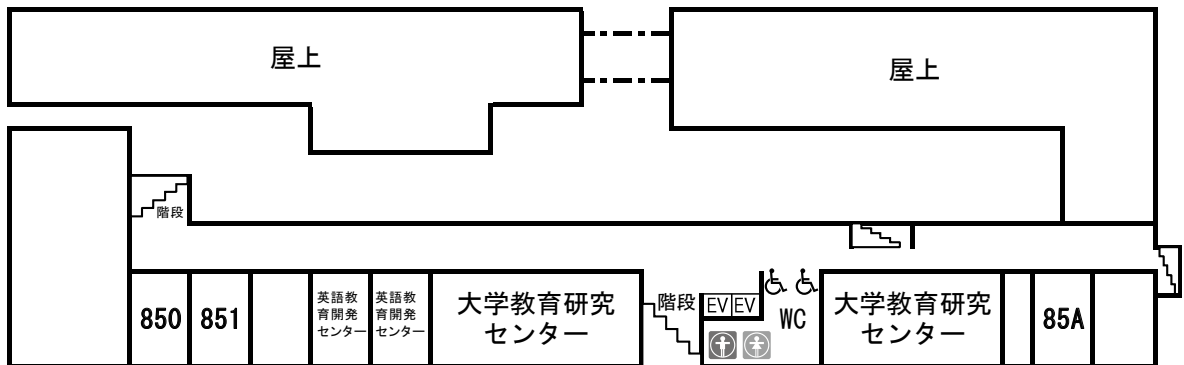 屋上
屋上
階段
850
851
英語教
育開発
センター
英語教
育開発
センター
大学教育研究
センター
階段
EV
EV
WC
大学教育研究
センター
85A